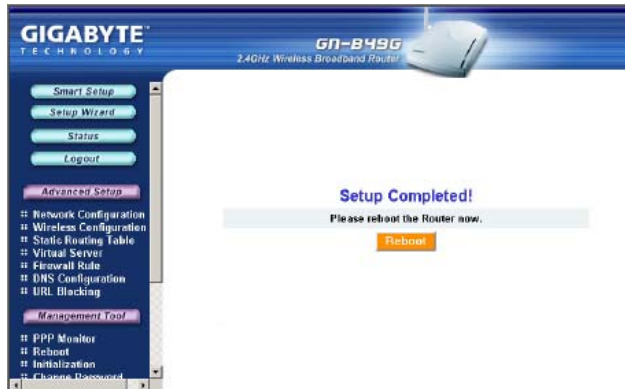 GIGABYTE
TECHNOLOGY
GN-B49G
2.4GHz Wireless Broadband Router
Smart Setup
Setup Wizard
Status
Logout
Advanced Setup
Network Configuration
Wireless Configuration
Static Routing Table
Virtual Server
Firewall Rule
DNS Configuration
URL Blocking
Management Tool
PPP Monitor
Reboot
Initialization
Change Password
Setup Completed!
Please reboot the Router now.
Reboot